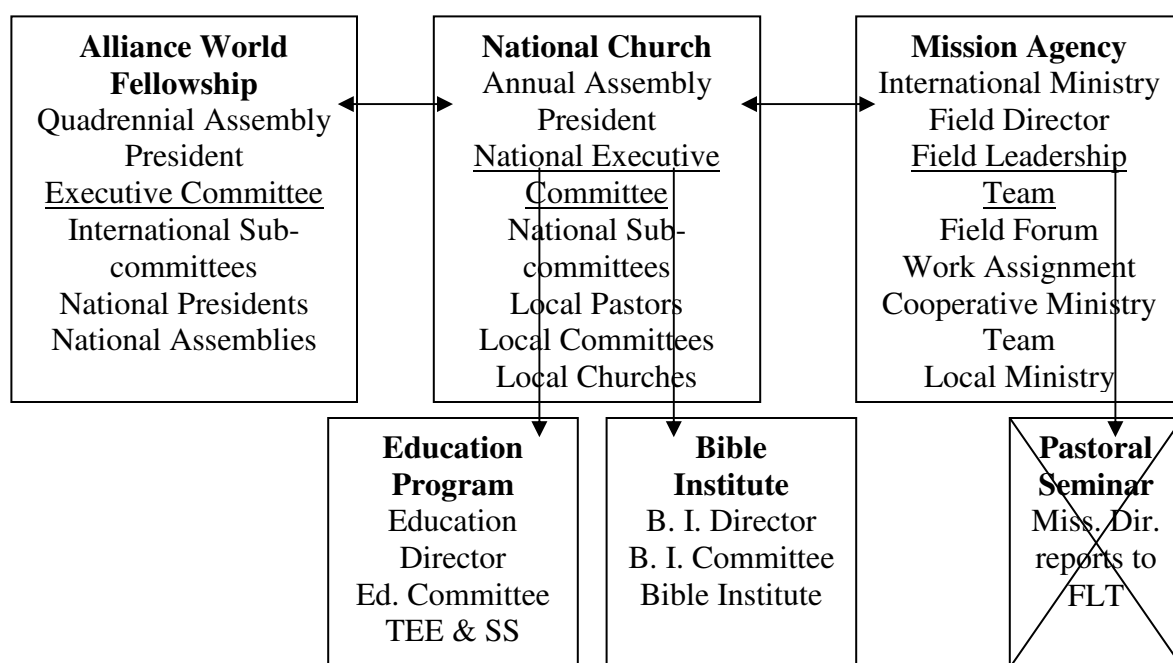 Alliance World
Fellowship
Quadrennial Assembly
President
Executive Committee
International Sub-
committees
National Presidents
National Assemblies
National Church
Annual Assembly
President
National Executive
Committee
National Sub-
committees
Local Pastors
Local Committees
Local Churches
Mission Agency
International Ministry
Field Director
Field Leadership
Team
Field Forum
Work Assignment
Cooperative Ministry
Team
Local Ministry
Education
Program
Education
Director
Ed. Committee
TEE & SS
Bible
Institute
B. I. Director
B. I. Committee
Bible Institute
Pastoral
Seminar
Miss. Dir.
reports to
FLT